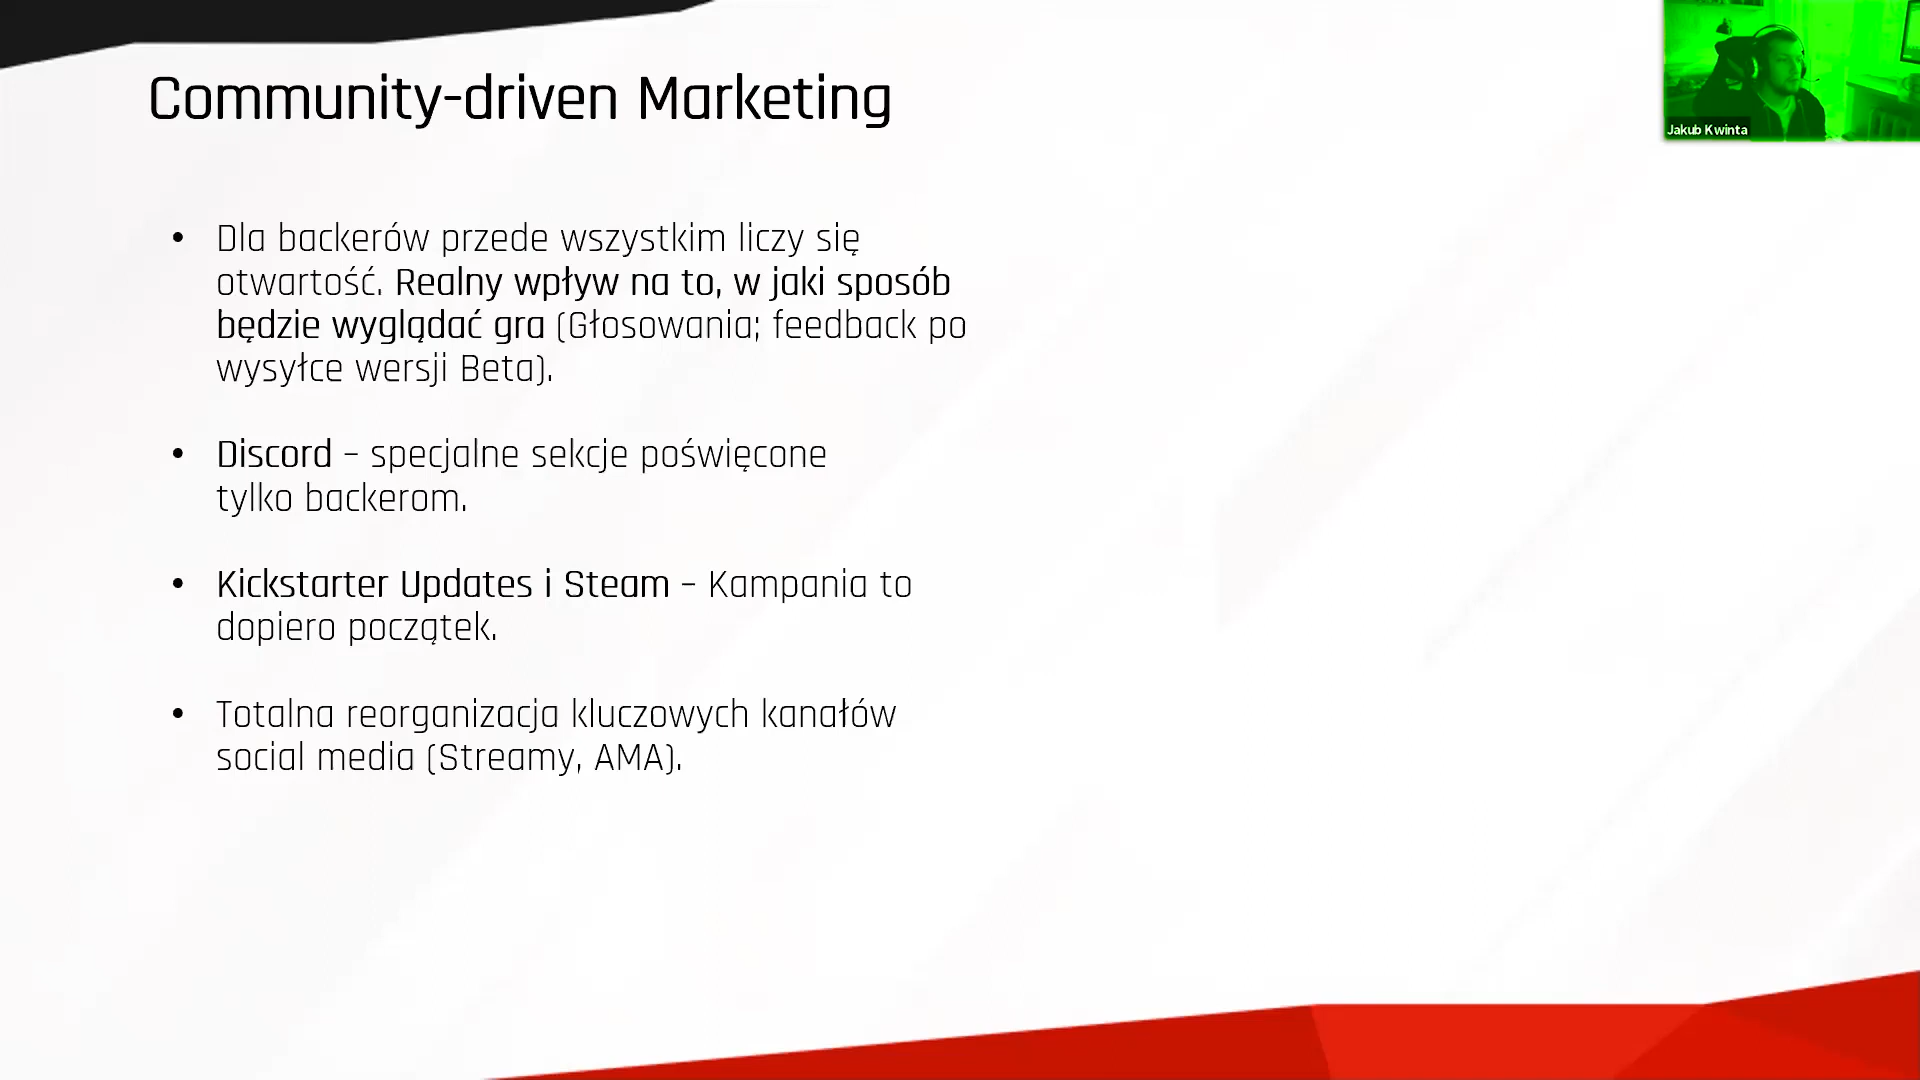 Community-driven Marketing
Jakub Kwinta
• Dla backerów przede wszystkim liczy się
otwartość. Realny wpływ na to, w jaki sposób
będzie wyglądać gra (Głosowania; feedback po
wysyłce wersji Beta).
• Discord – specjalne sekcje poświęcone
tylko backerom.
• Kickstarter Updates i Steam – Kampania to
dopiero początek.
• Totalna reorganizacja kluczowych kanałów
social media (Streamy, AMA).